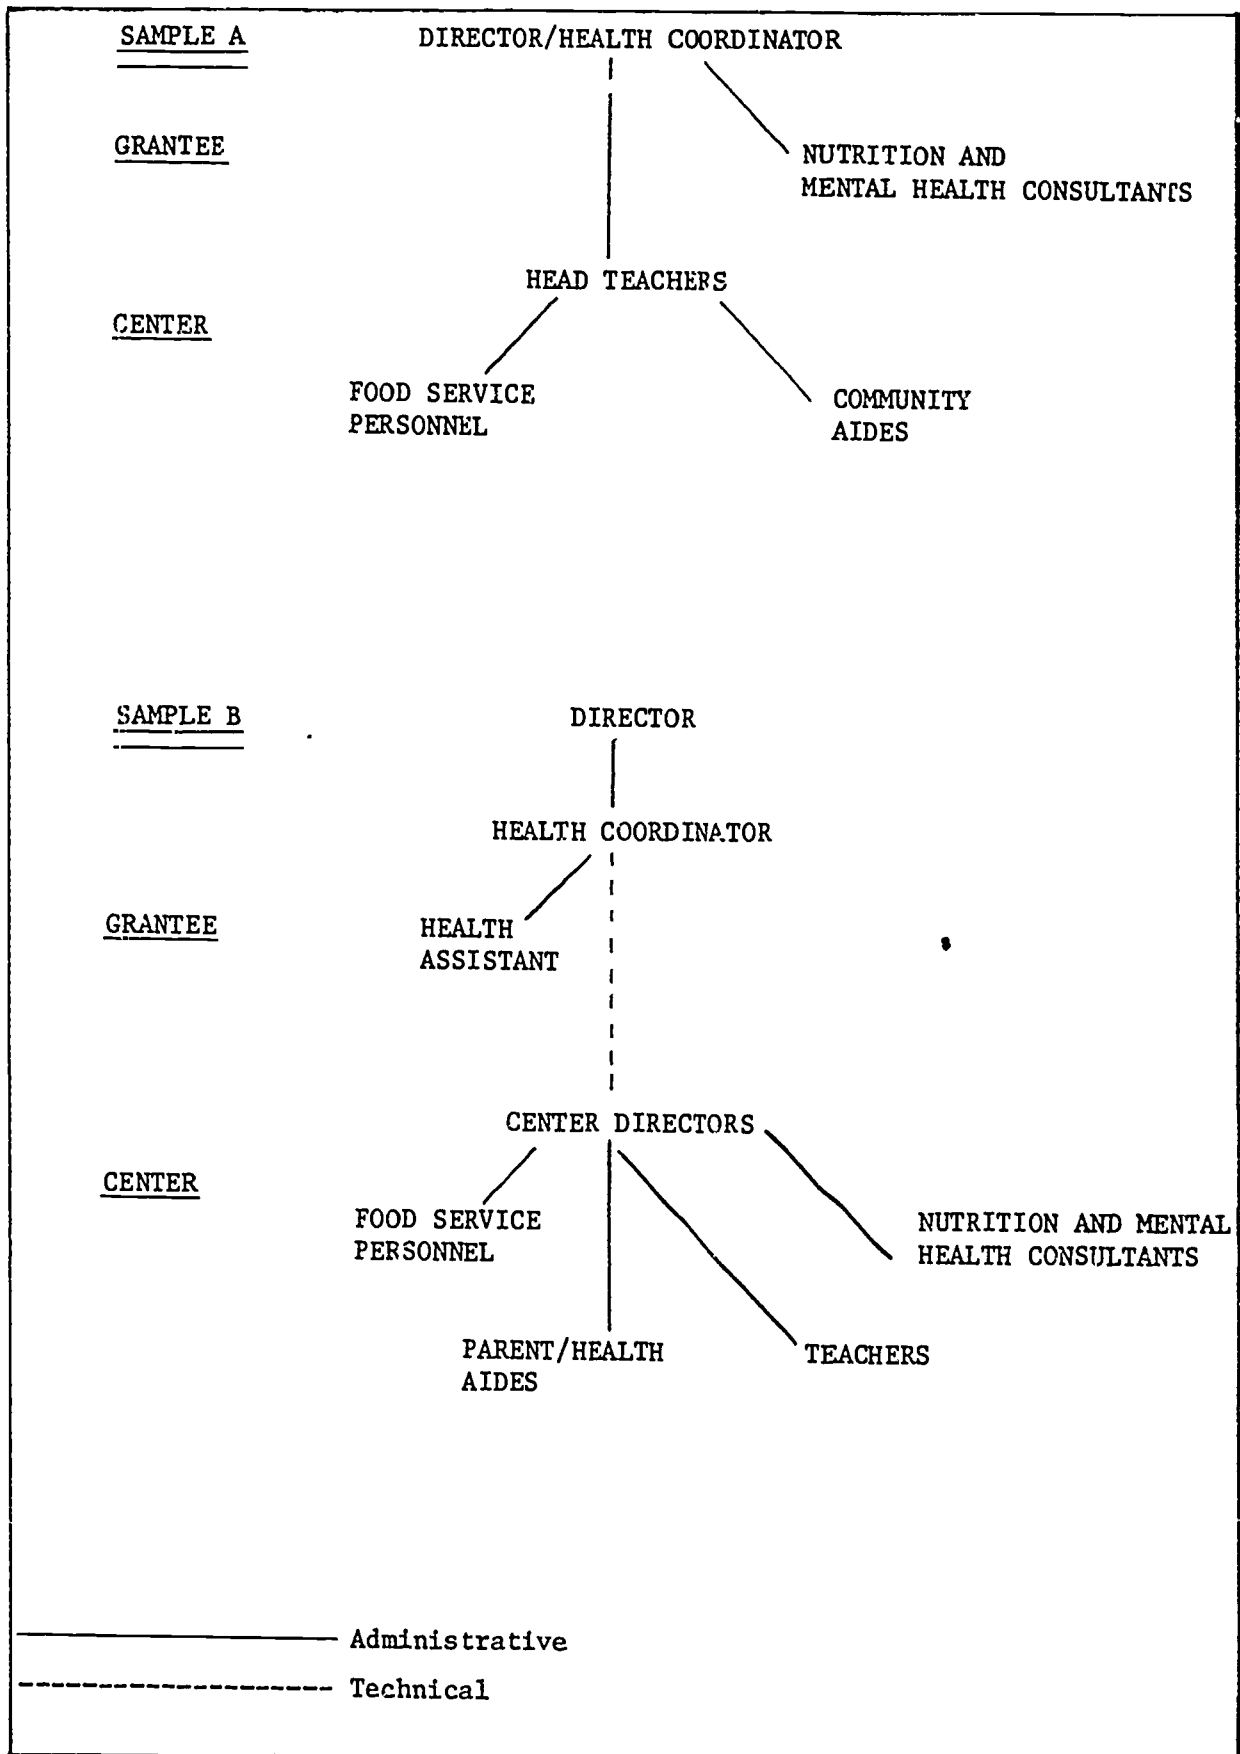 SAMPLE A
DIRECTOR/HEALTH COORDINATOR
GRANTEE
NUTRITION AND
MENTAL HEALTH CONSULTANTS
HEAD TEACHERS
CENTER
FOOD SERVICE
PERSONNEL
COMMUNITY
AIDES
SAMPLE B
DIRECTOR
HEALTH COORDINATOR
GRANTEE
HEALTH
ASSISTANT
CENTER DIRECTORS
CENTER
FOOD SERVICE
PERSONNEL
NUTRITION AND MENTAL
HEALTH CONSULTANTS
PARENT/HEALTH
AIDES
TEACHERS
Administrative
Technical